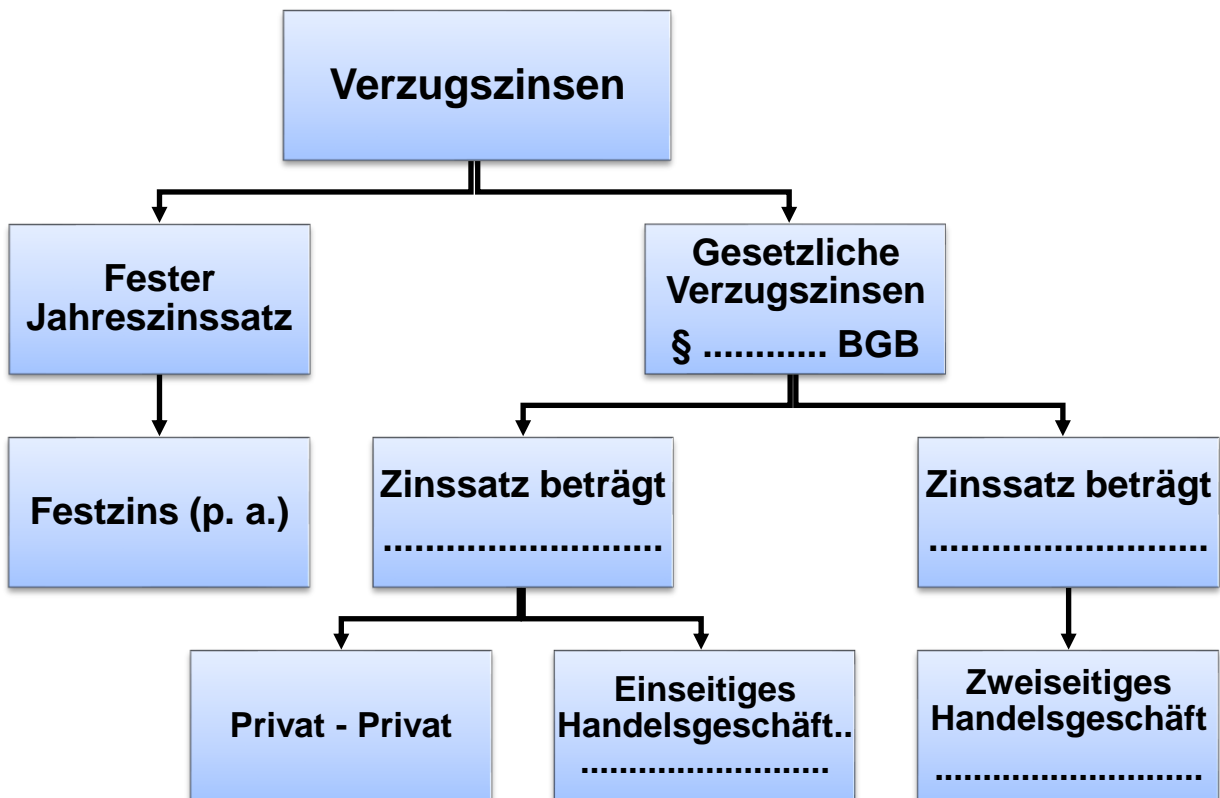 Verzugszinsen
Fester
Jahreszinssatz
Gesetzliche
Verzugszinsen
§ ............ BGB
Festzins (p. a.)
Zinssatz beträgt
...........................
Zinssatz beträgt
...........................
Privat - Privat
Einseitiges
Handelsgeschäft..
..........................
Zweiseitiges
Handelsgeschäft
............................